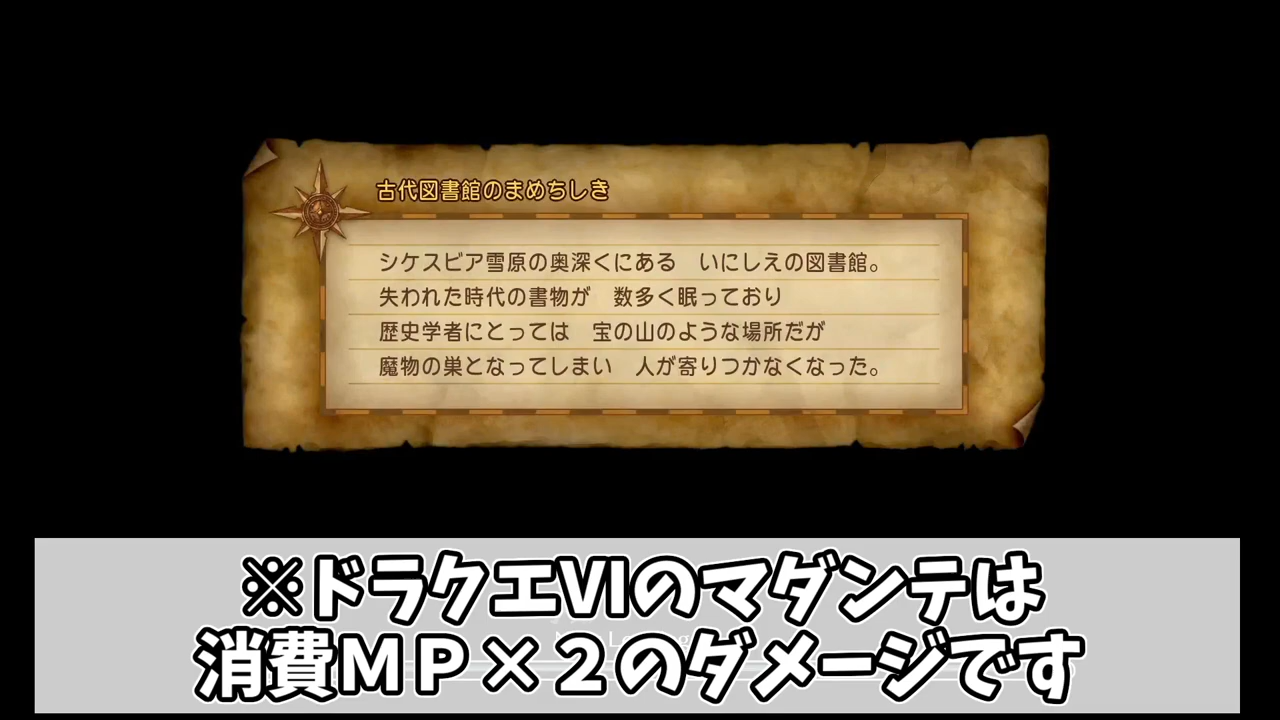 古代図書館のまめちしき
シケスビア雪原の奥深くにある　いにしえの図書館。
失われた時代の書物が　数多く眠っており
歴史学者にとっては　宝の山のような場所だが
魔物の巣となってしまい　人が寄りつかなくなった。
※ドラクエⅥのマダンテは
消費ＭＰ×２のダメージです